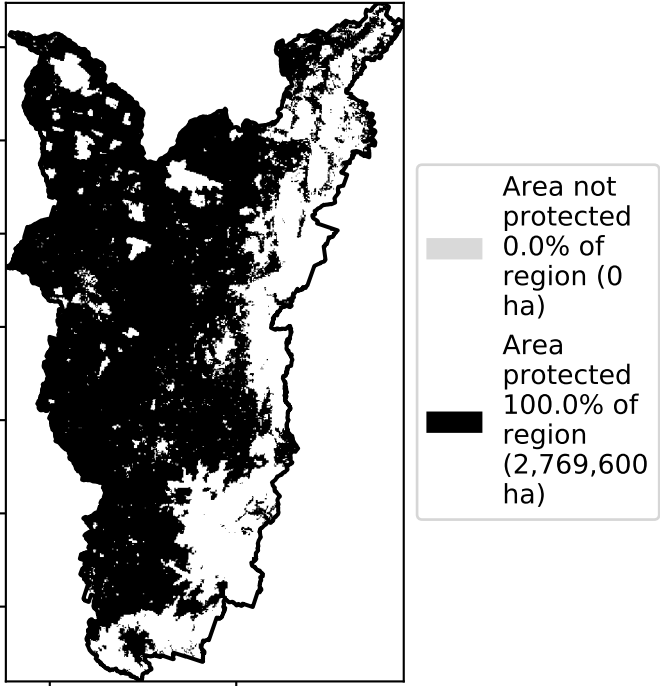 Area not
protected
0.0% of
region (0
ha)
Area
protected
100.0% of
region
(2,769,600
ha)